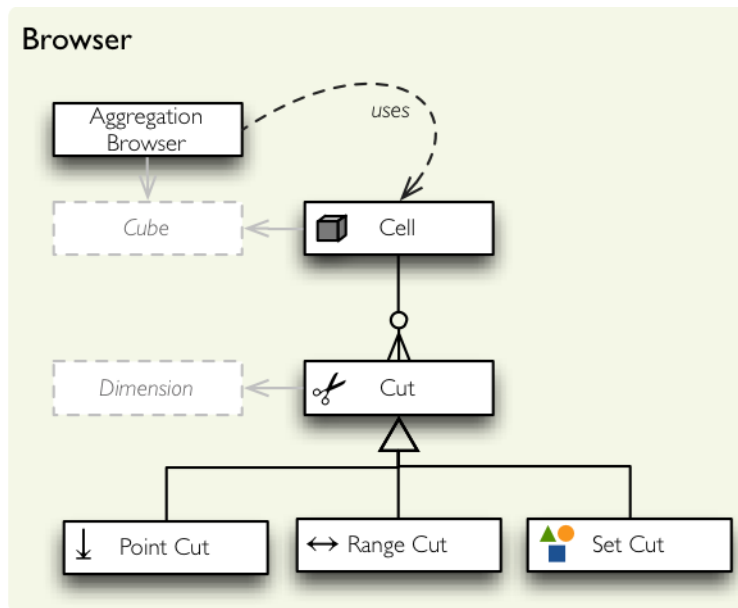 Browser
Aggregation
Browser
uses
Cube
Cell
Dimension
Cut
Point Cut
Range Cut
Set Cut